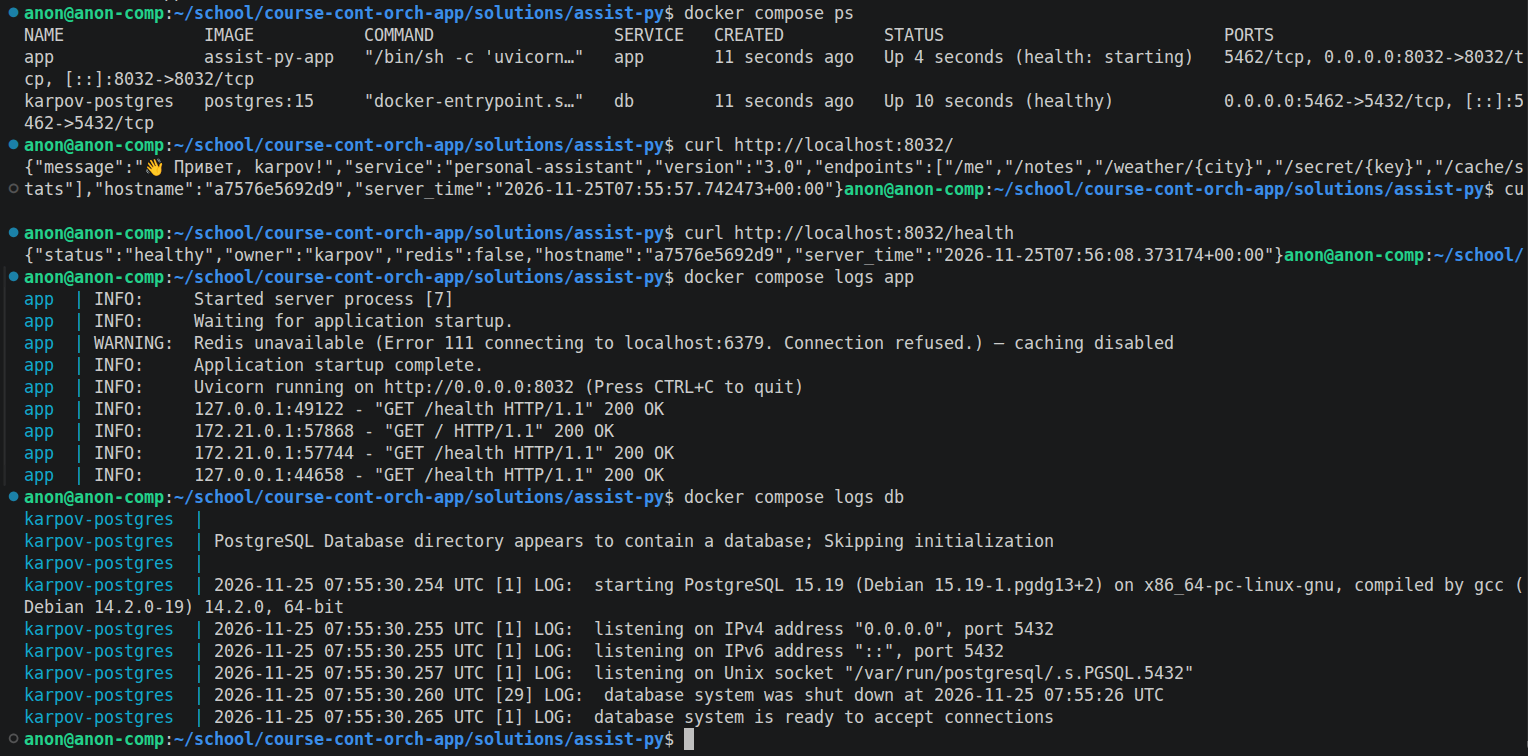 anon@anon-comp:~/school/course-cont-orch-app/solutions/assist-py$ docker compose ps
NAME              IMAGE           COMMAND                  SERVICE   CREATED          STATUS                            PORTS
app               assist-py-app   "/bin/sh -c 'uvicorn…"   app       11 seconds ago   Up 4 seconds (health: starting)   5462/tcp, 0.0.0.0:8032->8032/t
cp, [::]:8032->8032/tcp
karpov-postgres   postgres:15     "docker-entrypoint.s…"   db        11 seconds ago   Up 10 seconds (healthy)           0.0.0.0:5462->5432/tcp, [::]:5
462->5432/tcp
anon@anon-comp:~/school/course-cont-orch-app/solutions/assist-py$ curl http://localhost:8032/
{"message":"👋 Привет, karpov!","service":"personal-assistant","version":"3.0","endpoints":["/me","/notes","/weather/{city}","/secret/{key}","/cache/s
tats"],"hostname":"a7576e5692d9","server_time":"2026-11-25T07:55:57.742473+00:00"}anon@anon-comp:~/school/course-cont-orch-app/solutions/assist-py$ cu
anon@anon-comp:~/school/course-cont-orch-app/solutions/assist-py$ curl http://localhost:8032/health
{"status":"healthy","owner":"karpov","redis":false,"hostname":"a7576e5692d9","server_time":"2026-11-25T07:56:08.373174+00:00"}anon@anon-comp:~/school/
anon@anon-comp:~/school/course-cont-orch-app/solutions/assist-py$ docker compose logs app
app  | INFO:     Started server process [7]
app  | INFO:     Waiting for application startup.
app  | WARNING:  Redis unavailable (Error 111 connecting to localhost:6379. Connection refused.) — caching disabled
app  | INFO:     Application startup complete.
app  | INFO:     Uvicorn running on http://0.0.0.0:8032 (Press CTRL+C to quit)
app  | INFO:     127.0.0.1:49122 - "GET /health HTTP/1.1" 200 OK
app  | INFO:     172.21.0.1:57868 - "GET / HTTP/1.1" 200 OK
app  | INFO:     172.21.0.1:57744 - "GET /health HTTP/1.1" 200 OK
app  | INFO:     127.0.0.1:44658 - "GET /health HTTP/1.1" 200 OK
anon@anon-comp:~/school/course-cont-orch-app/solutions/assist-py$ docker compose logs db
karpov-postgres  |
karpov-postgres  | PostgreSQL Database directory appears to contain a database; Skipping initialization
karpov-postgres  |
karpov-postgres  | 2026-11-25 07:55:30.254 UTC [1] LOG:  starting PostgreSQL 15.19 (Debian 15.19-1.pgdg13+2) on x86_64-pc-linux-gnu, compiled by gcc (
Debian 14.2.0-19) 14.2.0, 64-bit
karpov-postgres  | 2026-11-25 07:55:30.255 UTC [1] LOG:  listening on IPv4 address "0.0.0.0", port 5432
karpov-postgres  | 2026-11-25 07:55:30.255 UTC [1] LOG:  listening on IPv6 address "::", port 5432
karpov-postgres  | 2026-11-25 07:55:30.257 UTC [1] LOG:  listening on Unix socket "/var/run/postgresql/.s.PGSQL.5432"
karpov-postgres  | 2026-11-25 07:55:30.260 UTC [29] LOG:  database system was shut down at 2026-11-25 07:55:26 UTC
karpov-postgres  | 2026-11-25 07:55:30.265 UTC [1] LOG:  database system is ready to accept connections
anon@anon-comp:~/school/course-cont-orch-app/solutions/assist-py$